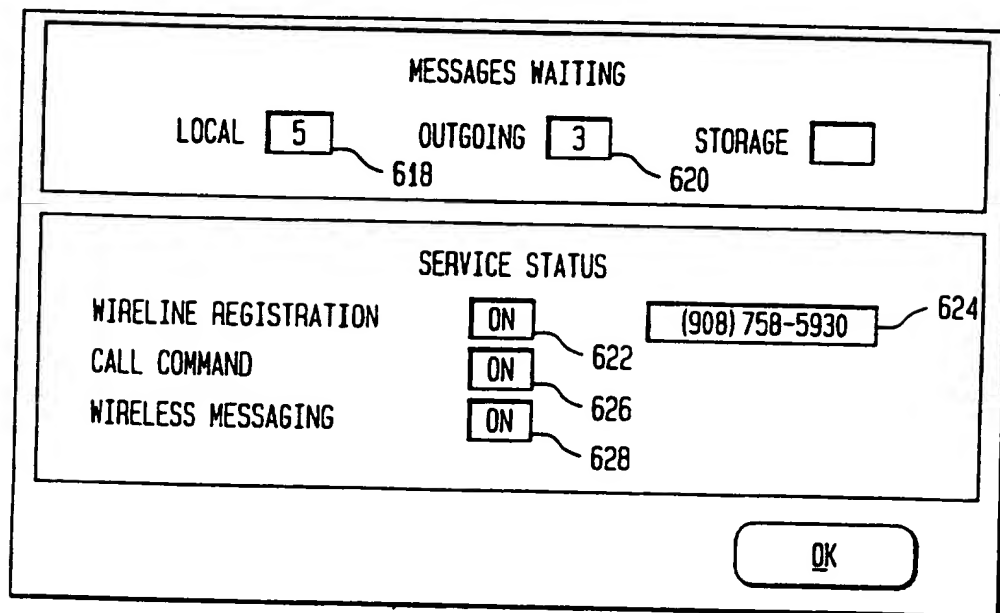 MESSAGES WAITING
LOCAL 5 OUTGOING 3 STORAGE
618 620
SERVICE STATUS
WIRELINE REGISTRATION ON (908) 758-5930 624
622
CALL COMMAND ON
626
WIRELESS MESSAGING ON
628
OK